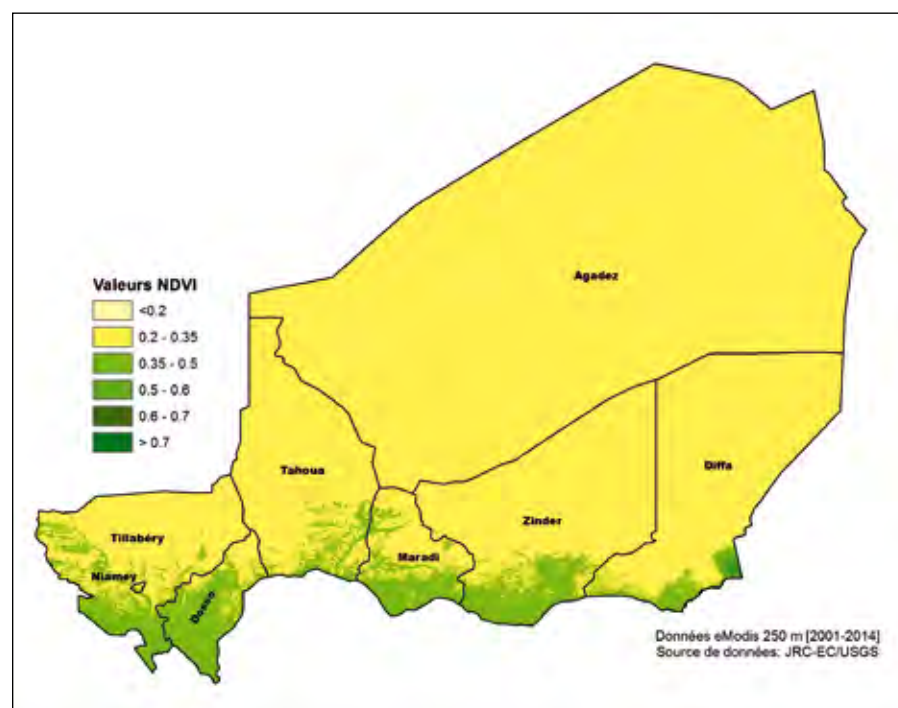 Agadez
Valeurs NDVI
<0.2
0.2 - 0.35
0.35 - 0.5
0.5 - 0.6
0.6 - 0.7
> 0.7
Diffa
Tahoua
Zinder
Tillabéry
Maradi
Niamey
Dosso
Données eModis 250 m [2001-2014]
Source de données: JRC-EC/USGS